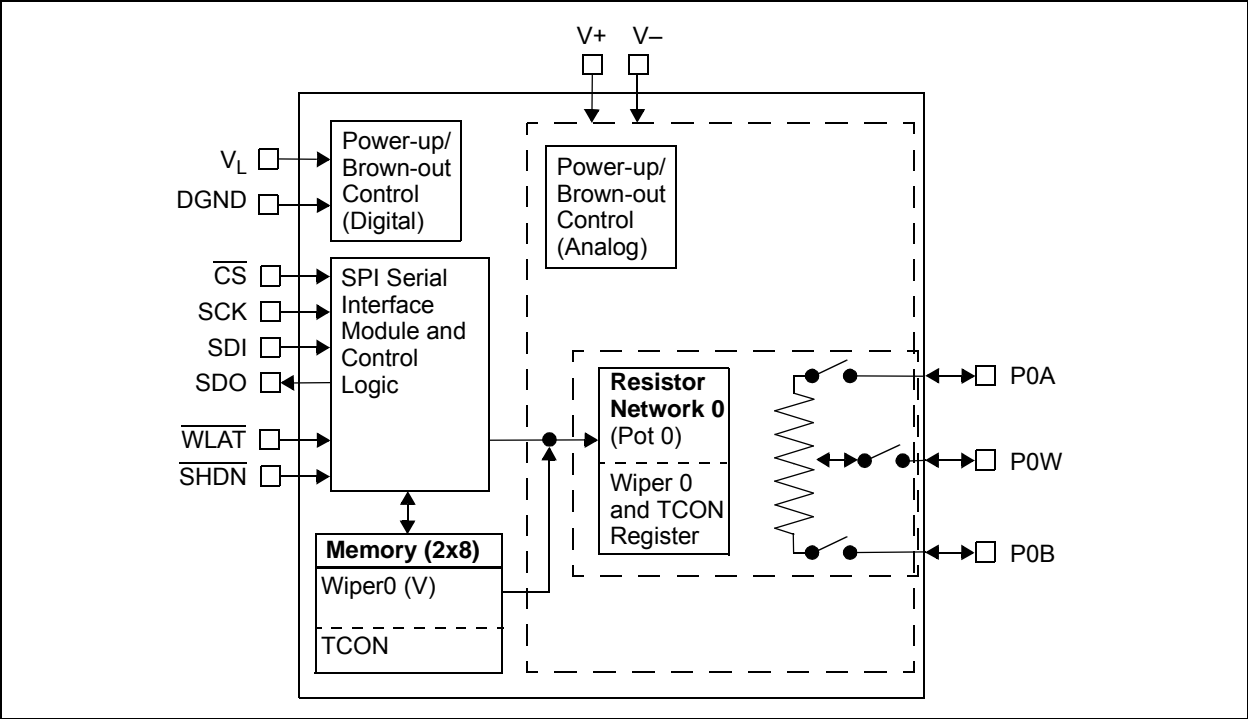 V+ V–
V_L
DGND
Power-up/
Brown-out
Control
(Digital)
Power-up/
Brown-out
Control
(Analog)
CS
SCK
SDI
SDO
WLAT
SHDN
SPI Serial
Interface
Module and
Control
Logic
Memory (2x8)
Wiper0 (V)
TCON
Resistor
Network 0
(Pot 0)
Wiper 0
and TCON
Register
P0A
P0W
P0B